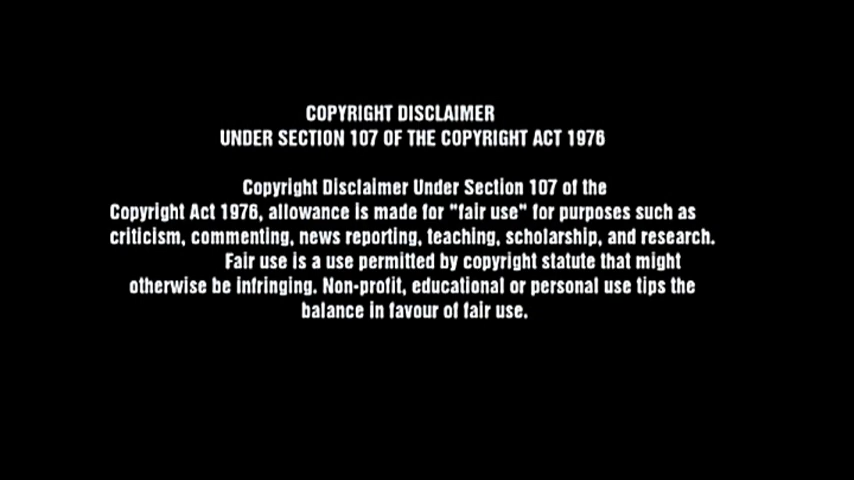 COPYRIGHT DISCLAIMER
UNDER SECTION 107 OF THE COPYRIGHT ACT 1976
Copyright Disclaimer Under Section 107 of the
Copyright Act 1976, allowance is made for "fair use" for purposes such as
criticism, commenting, news reporting, teaching, scholarship, and research.
Fair use is a use permitted by copyright statute that might
otherwise be infringing. Non-profit, educational or personal use tips the
balance in favour of fair use.